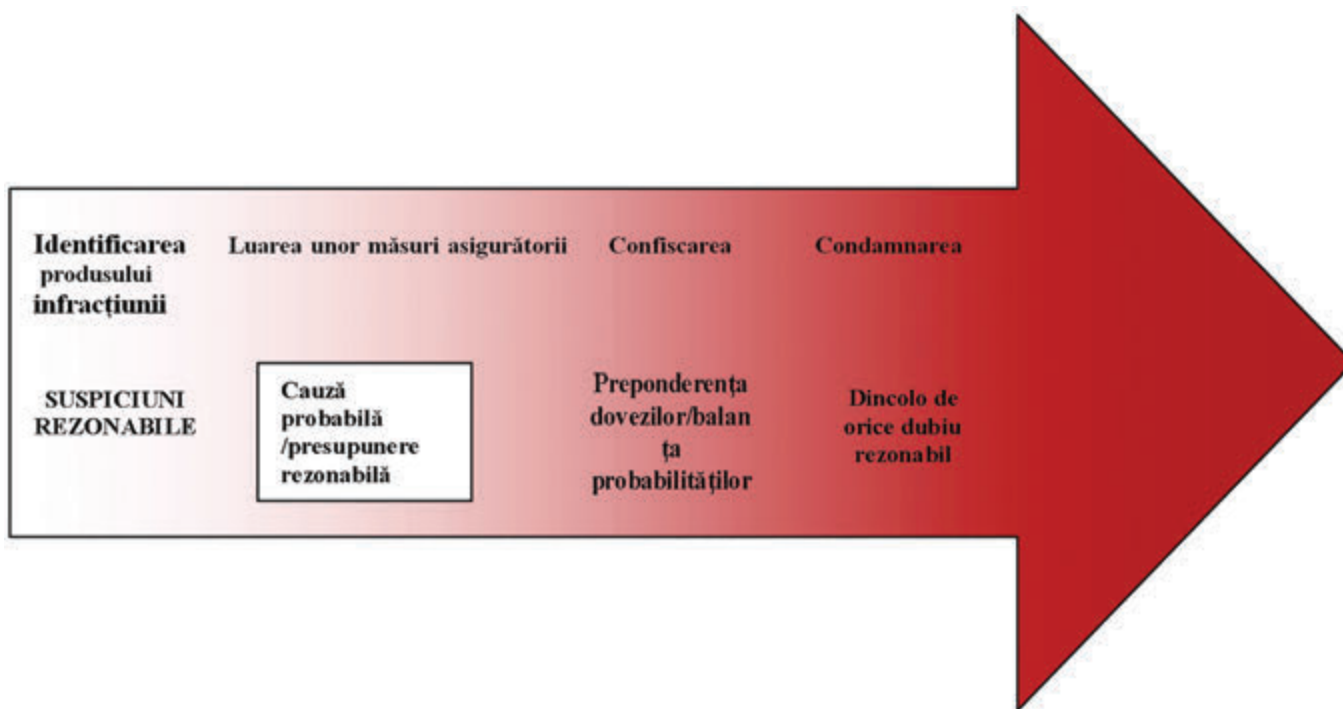 Identificarea
produsului
infracțiunii
Luarea unor măsuri asigurătorii
Confiscarea
Condamnarea
SUSPICIUNI
REZONABILE
Cauză
probabilă
/presupunere
rezonabilă
Preponderența
dovezilor/balan
ța
probabilităților
Dincolo de
orice dubiu
rezonabil